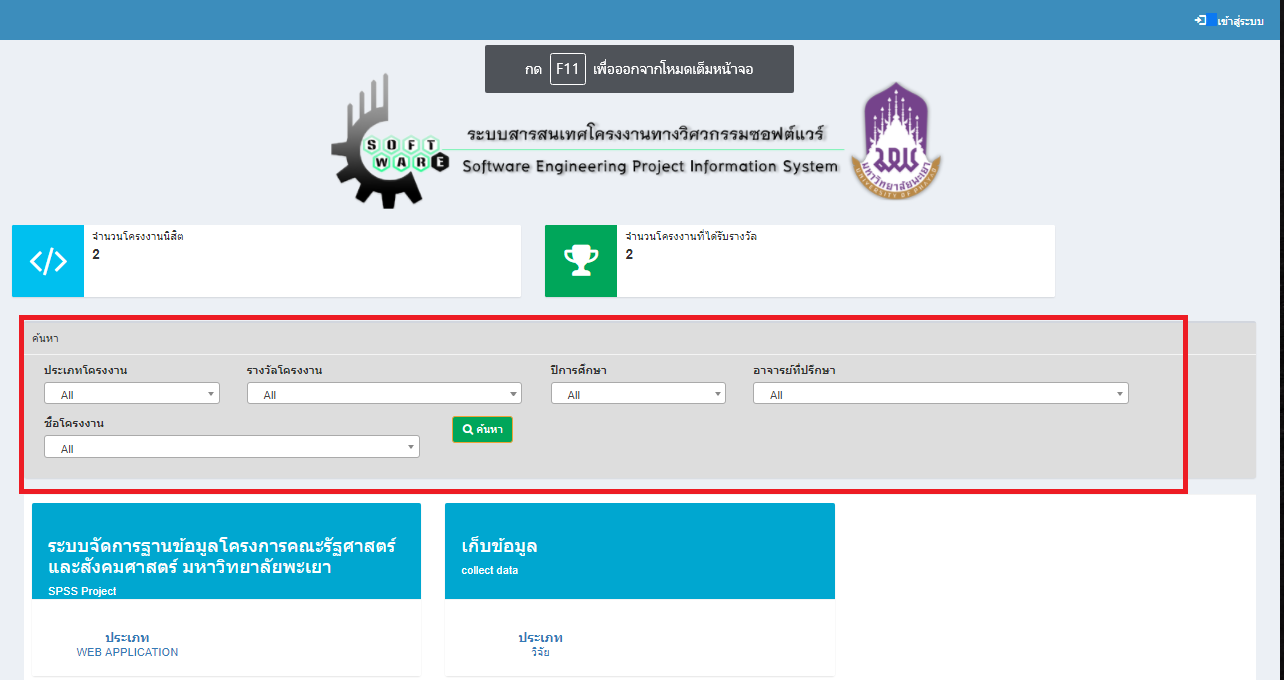 เข้าสู่ระบบ
กด F11 เพื่อออกจากโหมดเต็มหน้าจอ
SOFT
WARE
ระบบสารสนเทศโครงงานทางวิศวกรรมซอฟต์แวร์
Software Engineering Project Information System
มหาวิทยาลัยพะเยา
UNIVERSITY OF PHAYAO
จำนวนโครงงานนิสิต
2
จำนวนโครงงานที่ได้รับรางวัล
2
ค้นหา
ประเภทโครงงาน
All
รางวัลโครงงาน
All
ปีการศึกษา
All
อาจารย์ที่ปรึกษา
All
ชื่อโครงงาน
All
ค้นหา
ระบบจัดการฐานข้อมูลโครงการคณะรัฐศาสตร์
และสังคมศาสตร์ มหาวิทยาลัยพะเยา
SPSS Project
ประเภท
WEB APPLICATION
เก็บข้อมูล
collect data
ประเภท
วิจัย